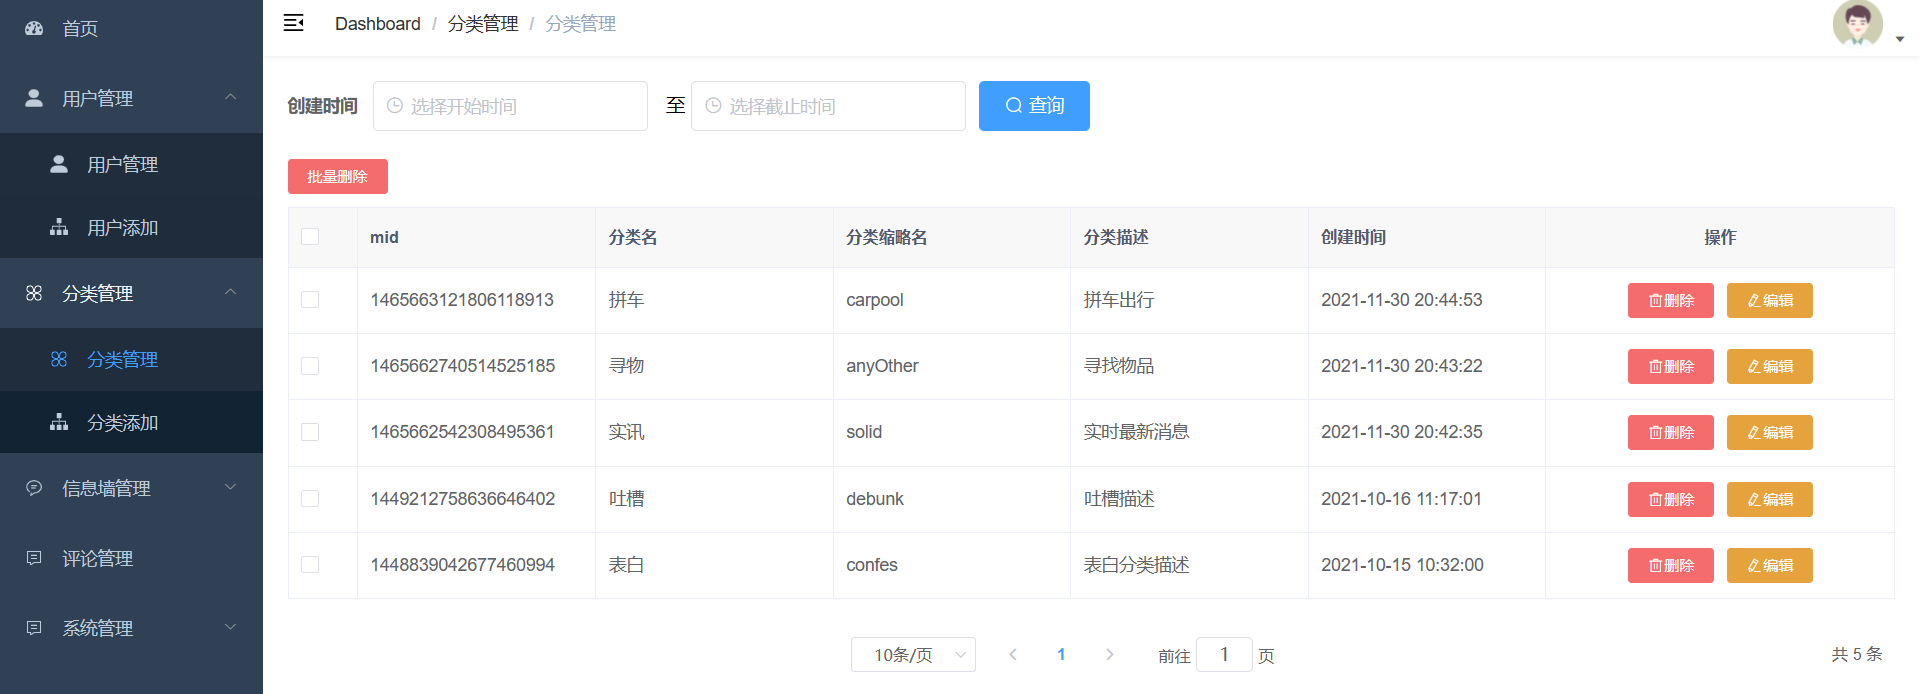 首页
用户管理
用户管理
用户添加
分类管理
分类管理
分类添加
信息墙管理
评论管理
系统管理
Dashboard / 分类管理 / 分类管理
创建时间 选择开始时间 至 选择截止时间 查询
批量删除
mid 分类名 分类缩略名 分类描述 创建时间 操作
1465663121806118913 拼车 carpool 拼车出行 2021-11-30 20:44:53 删除 编辑
1465662740514525185 寻物 anyOther 寻找物品 2021-11-30 20:43:22 删除 编辑
1465662542308495361 实讯 solid 实时最新消息 2021-11-30 20:42:35 删除 编辑
1449212758636646402 吐槽 debunk 吐槽描述 2021-10-16 11:17:01 删除 编辑
1448839042677460994 表白 confes 表白分类描述 2021-10-15 10:32:00 删除 编辑
10条/页 1 前往 1 页 共 5 条